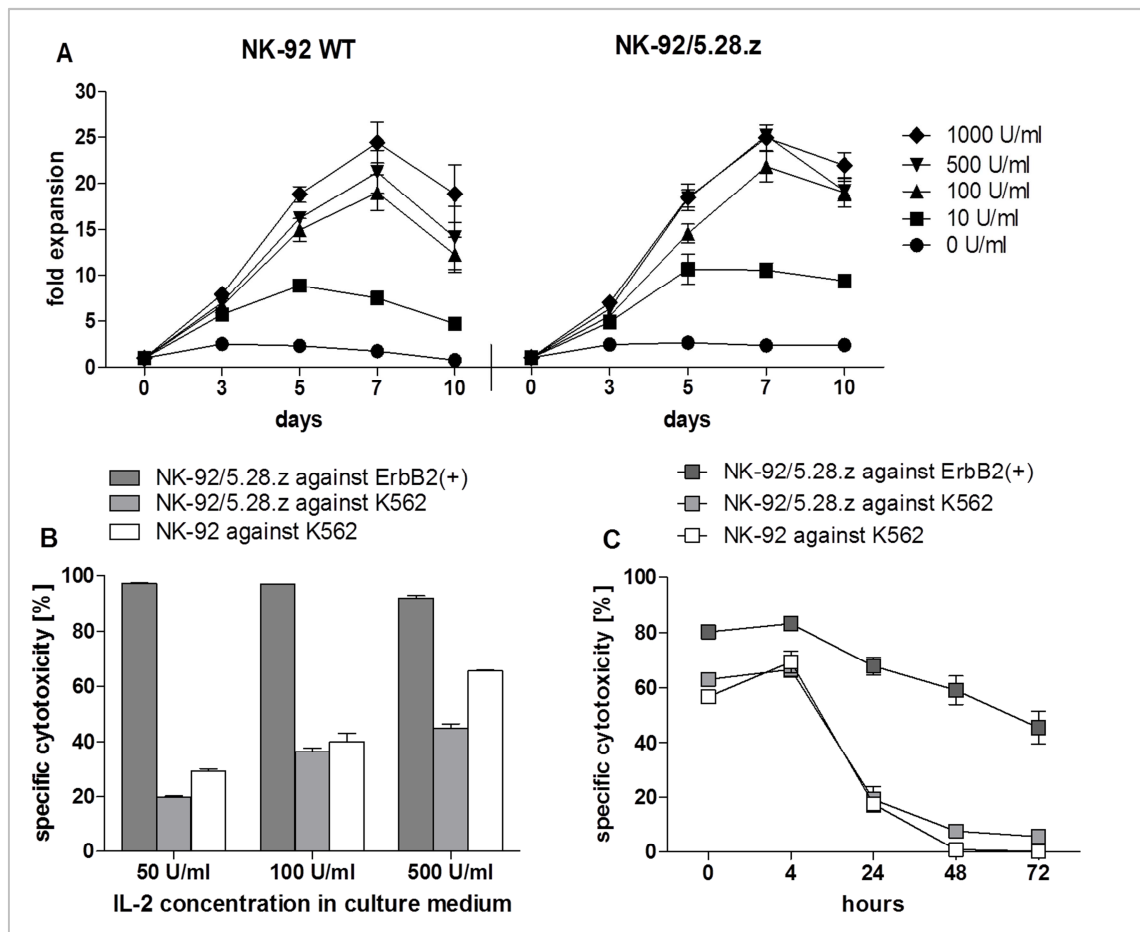 NK-92 WT
NK-92/5.28.z
A
fold expansion
30
25
20
15
10
5
0
0 3 5 7 10
0 3 5 7 10
days
days
1000 U/ml
500 U/ml
100 U/ml
10 U/ml
0 U/ml
NK-92/5.28.z against ErbB2(+)
NK-92/5.28.z against K562
NK-92 against K562
B
specific cytotoxicity [%]
100
80
60
40
20
0
50 U/ml 100 U/ml 500 U/ml
IL-2 concentration in culture medium
NK-92/5.28.z against ErbB2(+)
NK-92/5.28.z against K562
NK-92 against K562
C
specific cytotoxicity [%]
100
80
60
40
20
0
0 4 24 48 72
hours